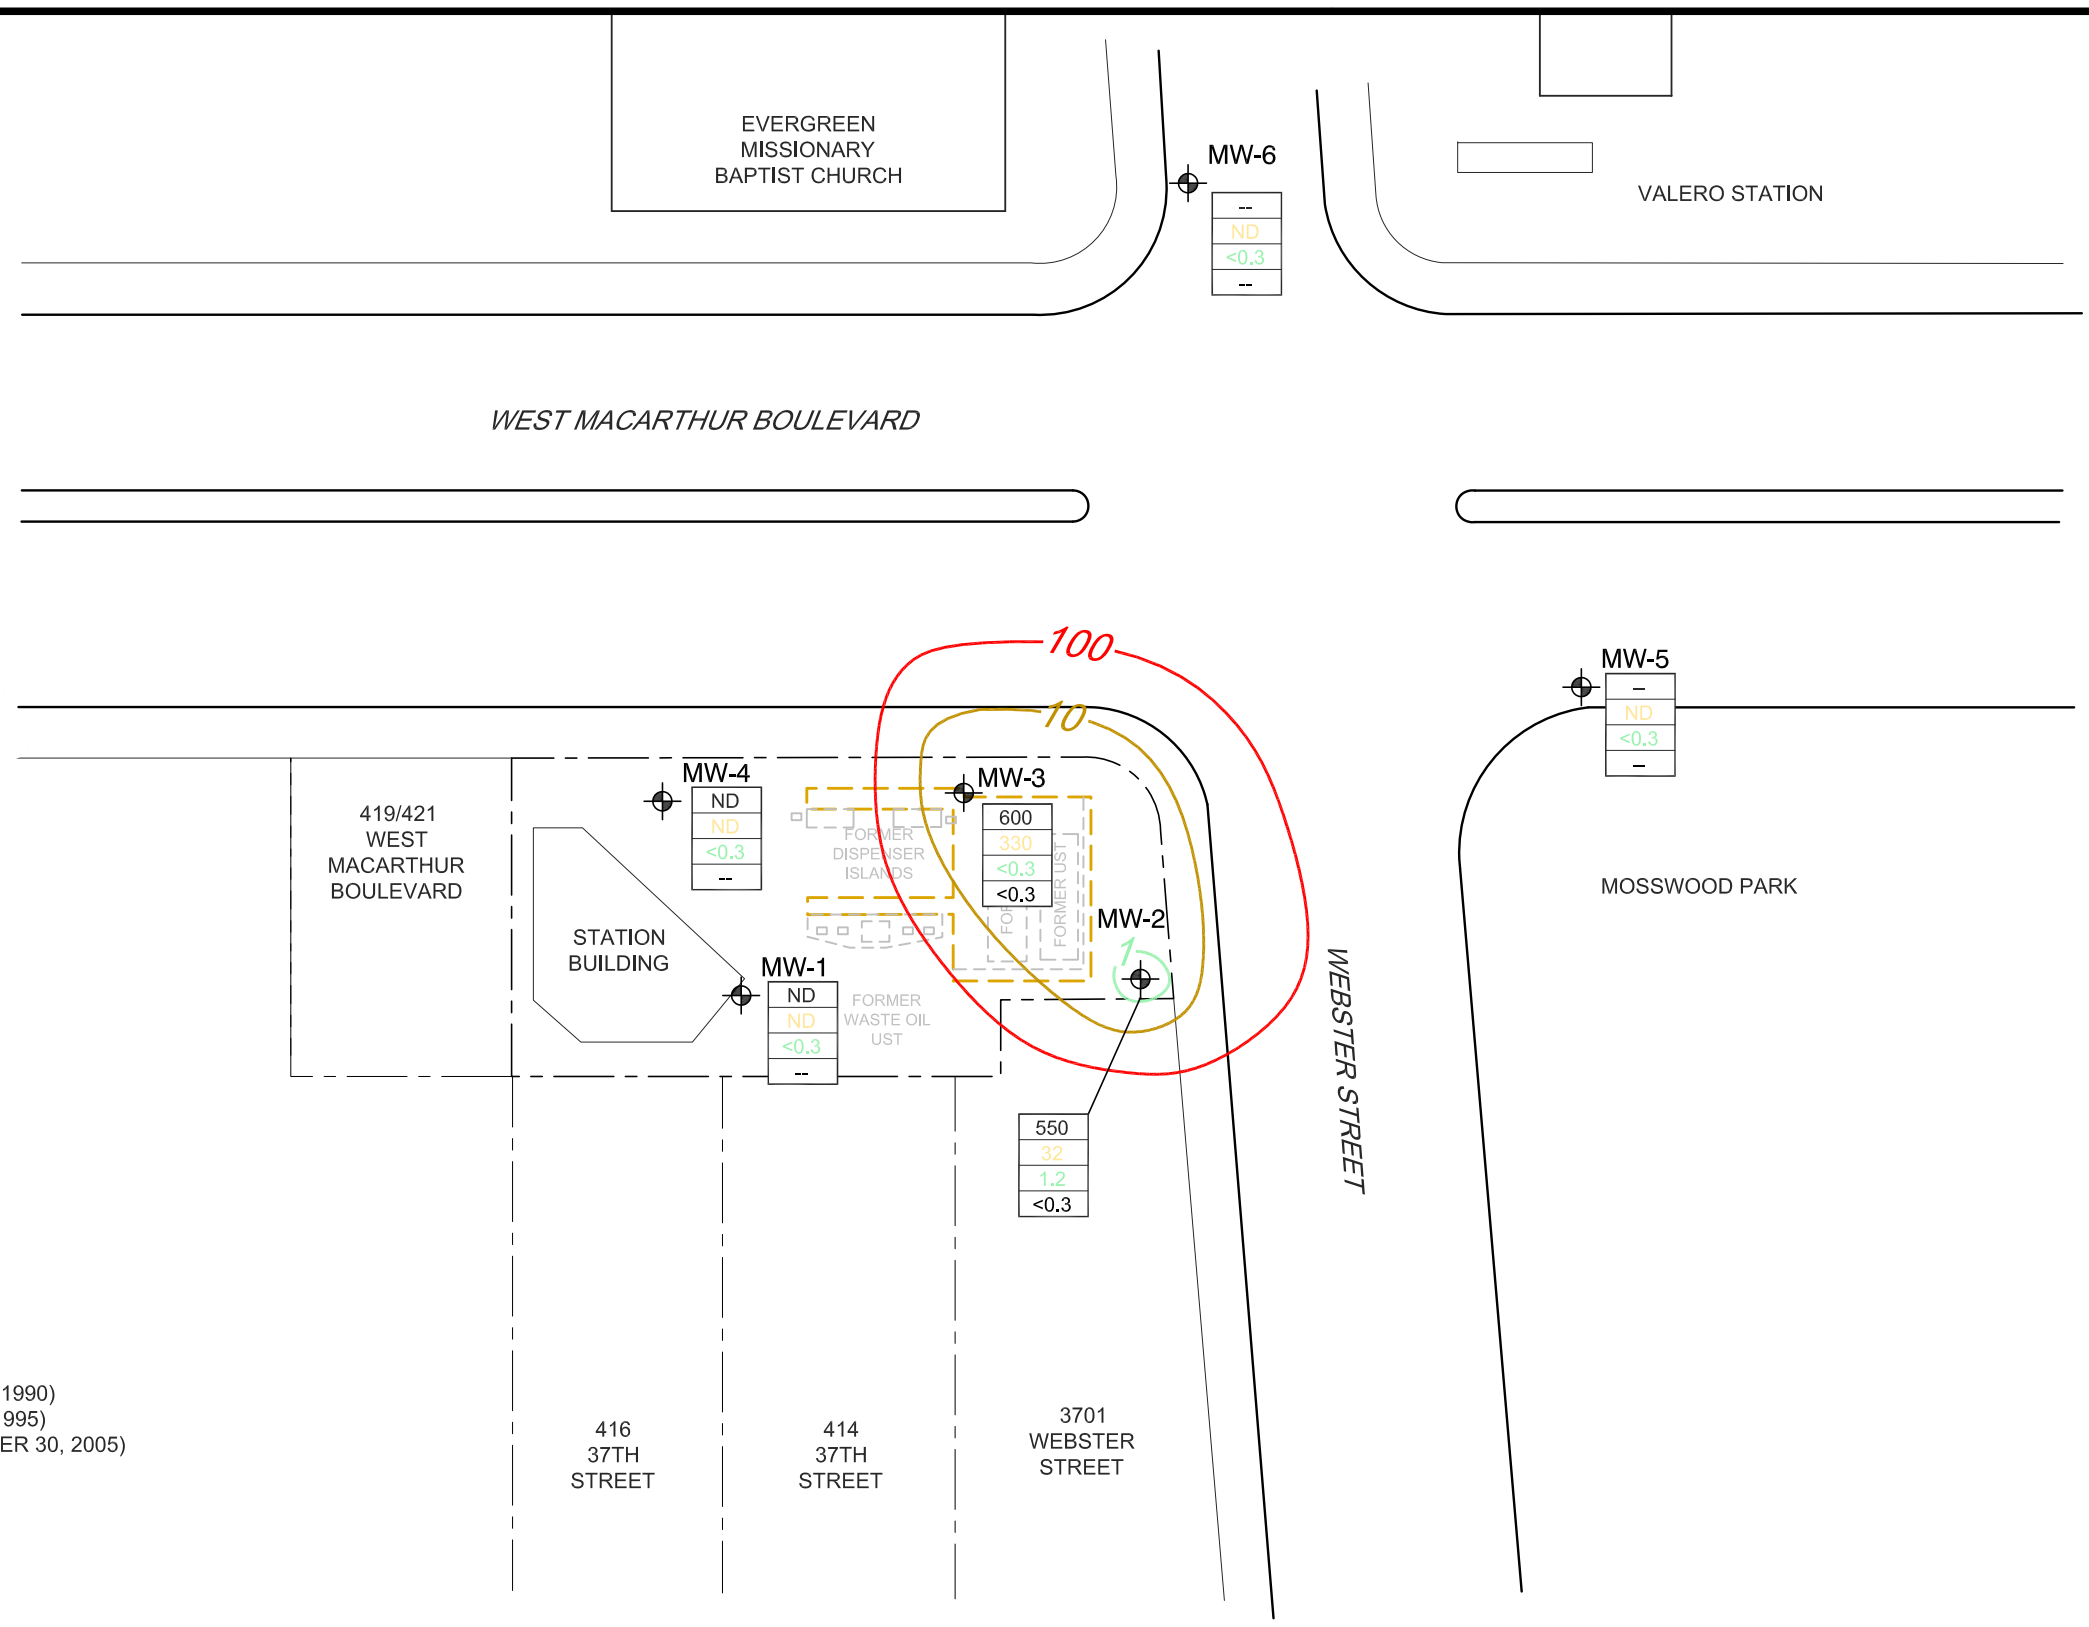 EVERGREEN
MISSIONARY
BAPTIST CHURCH
MW-6
--
ND
<0.3
--
VALERO STATION
WEST MACARTHUR BOULEVARD
100
10
MW-5
–
ND
<0.3
–
MW-4
ND
ND
<0.3
--
MW-3
600
330
<0.3
<0.3
419/421
WEST
MACARTHUR
BOULEVARD
FORMER
DISPENSER
ISLANDS
FORMER UST
FOR
MOSSWOOD PARK
STATION
BUILDING
MW-2
1
MW-1
ND
ND
<0.3
--
FORMER
WASTE OIL
UST
WEBSTER STREET
550
32
1.2
<0.3
1990)
995)
ER 30, 2005)
416
37TH
STREET
414
37TH
STREET
3701
WEBSTER
STREET